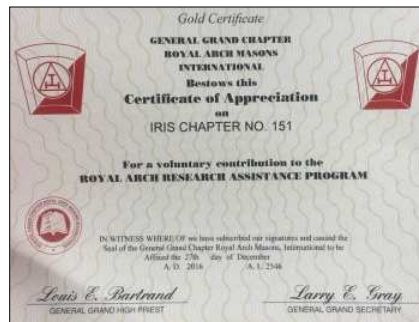 Gold Certificate
GENERAL GRAND CHAPTER
ROYAL ARCH MASONS
INTERNATIONAL
Bestows this
Certificate of Appreciation
on
IRIS CHAPTER NO. 151
For a voluntary contribution to the
ROYAL ARCH RESEARCH ASSISTANCE PROGRAM
IN WITNESS WHERE OF we have subscribed our signatures and caused the
Seal of the General Grand Chapter Royal Arch Masons, International to be
Affixed the 27th day of December
A. D. 2016 A. I. 2546
Louis E. Bartrand Larry E. Gray
GENERAL GRAND HIGH PRIEST GENERAL GRAND SECRETARY